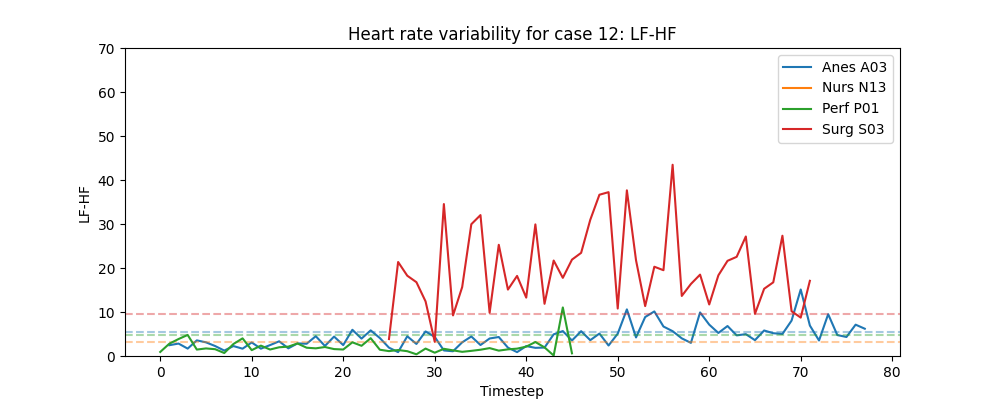 Heart rate variability for case 12: LF-HF
70
60
50
40
30
20
10
0
LF-HF
Anes A03
Nurs N13
Perf P01
Surg S03
0 10 20 30 40 50 60 70 80
Timestep